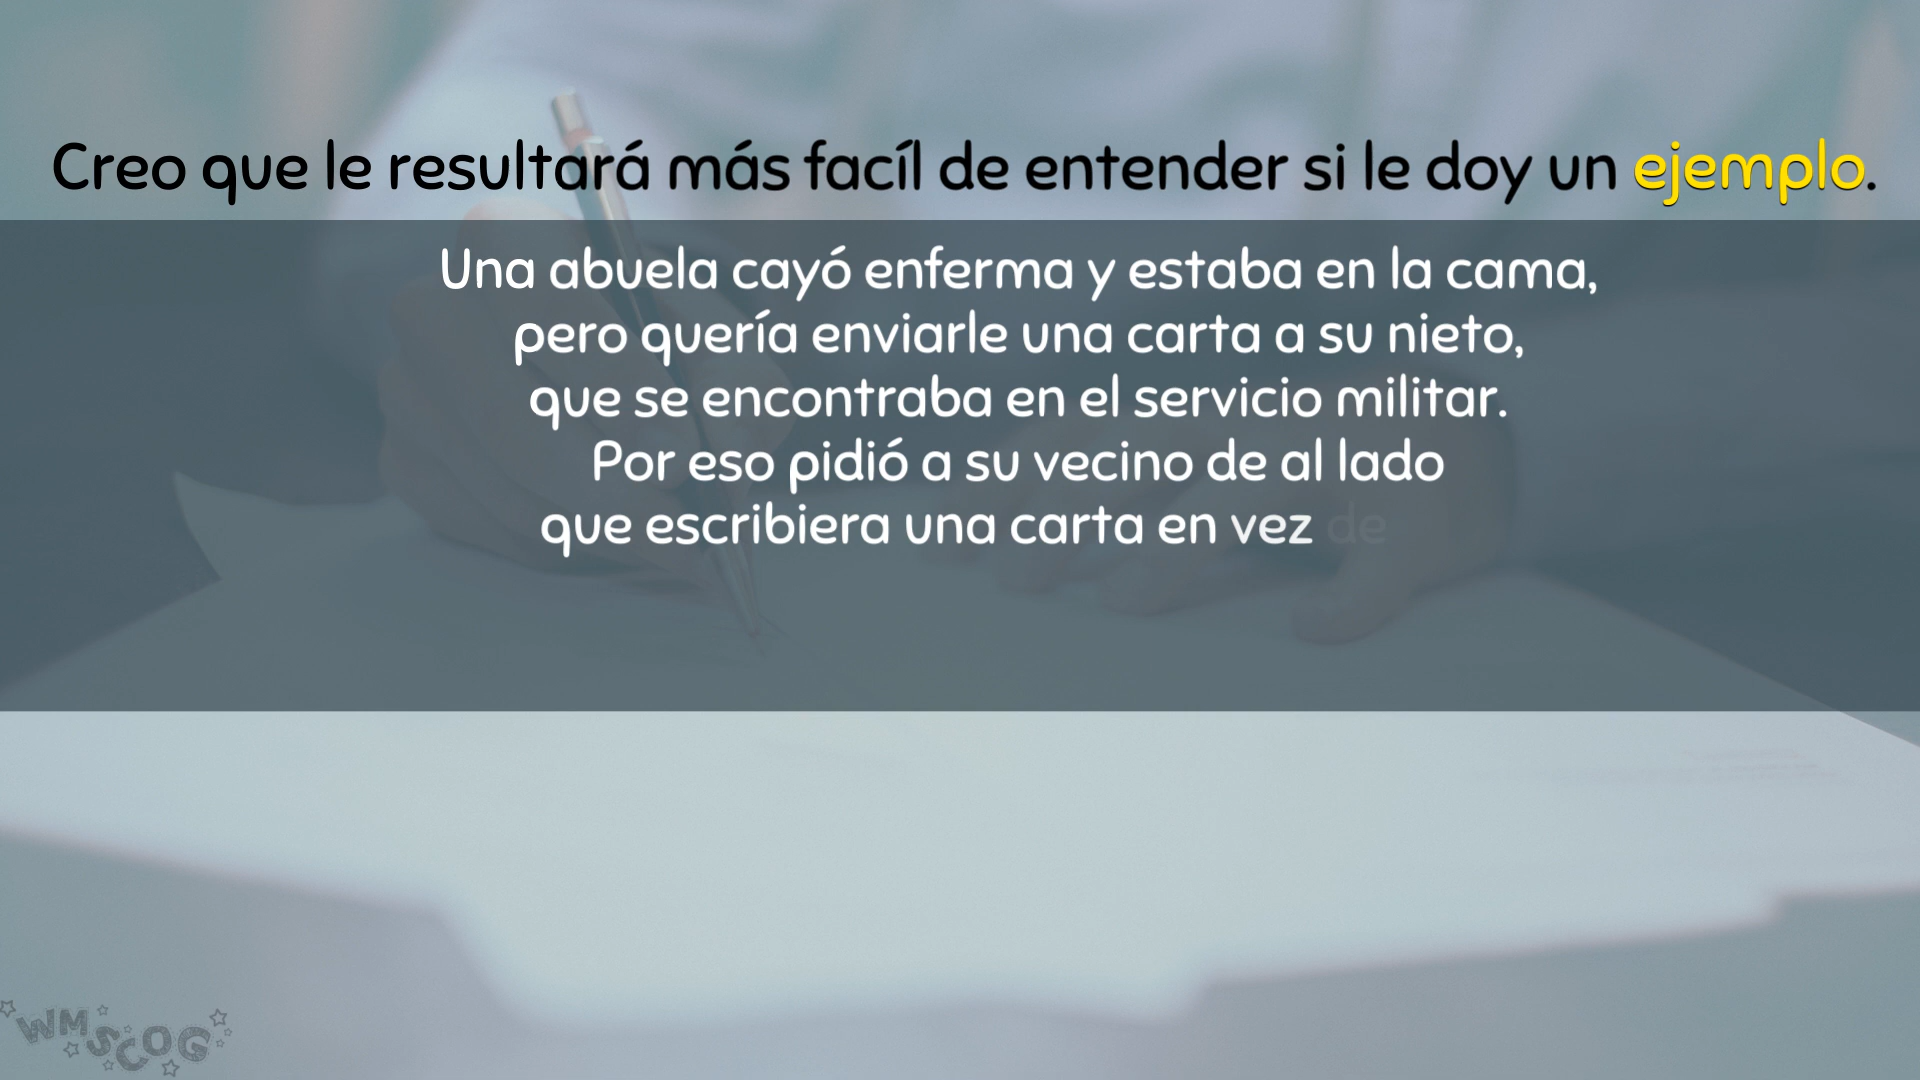 Creo que le resultará más facíl de entender si le doy un ejemplo.
Una abuela cayó enferma y estaba en la cama,
pero quería enviarle una carta a su nieto,
que se encontraba en el servicio militar.
Por eso pidió a su vecino de al lado
que escribiera una carta en vez de
WMSCOG